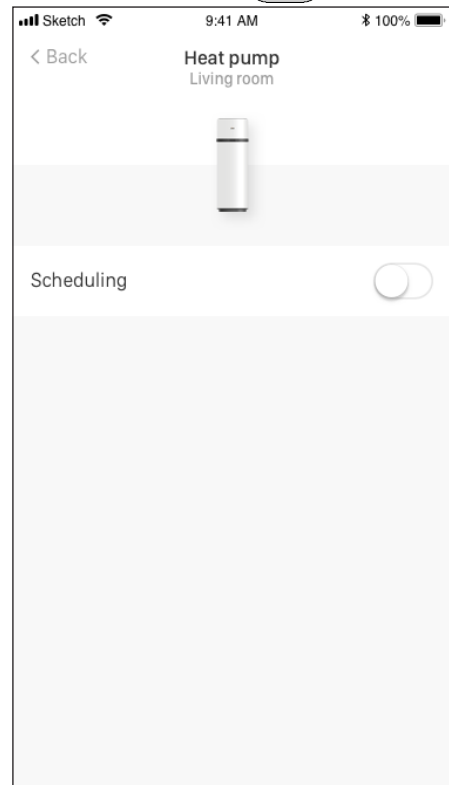 Sketch 9:41 AM 100%
Back
Heat pump
Living room
Scheduling